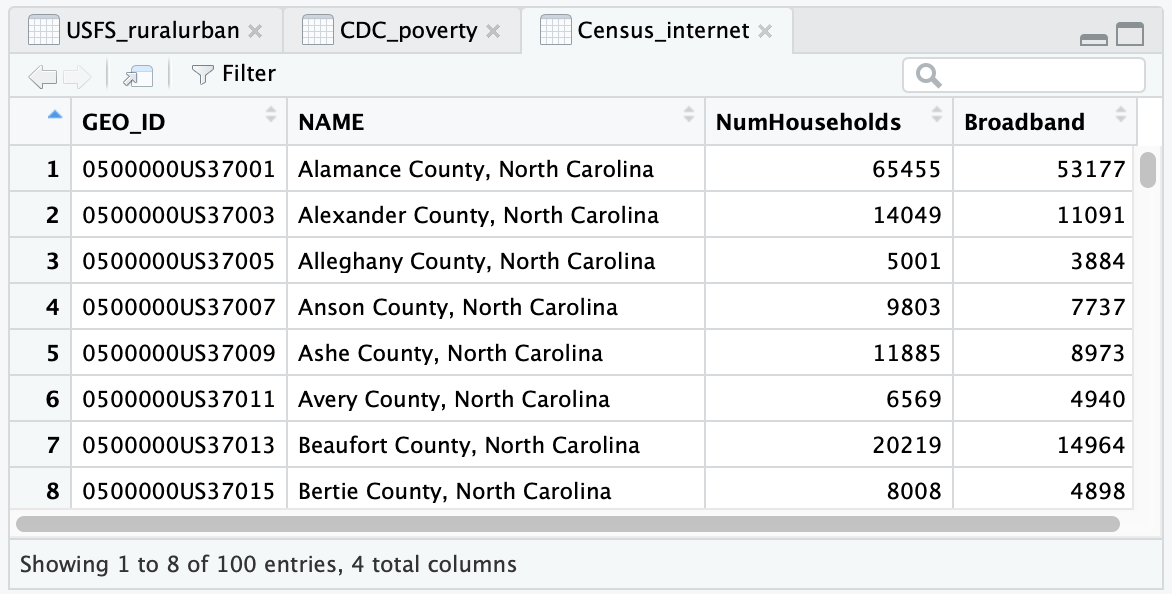 USFS_ruralurban CDC_poverty Census_internet
Filter
GEO_ID NAME NumHouseholds Broadband
1 0500000US37001 Alamance County, North Carolina 65455 53177
2 0500000US37003 Alexander County, North Carolina 14049 11091
3 0500000US37005 Alleghany County, North Carolina 5001 3884
4 0500000US37007 Anson County, North Carolina 9803 7737
5 0500000US37009 Ashe County, North Carolina 11885 8973
6 0500000US37011 Avery County, North Carolina 6569 4940
7 0500000US37013 Beaufort County, North Carolina 20219 14964
8 0500000US37015 Bertie County, North Carolina 8008 4898
Showing 1 to 8 of 100 entries, 4 total columns